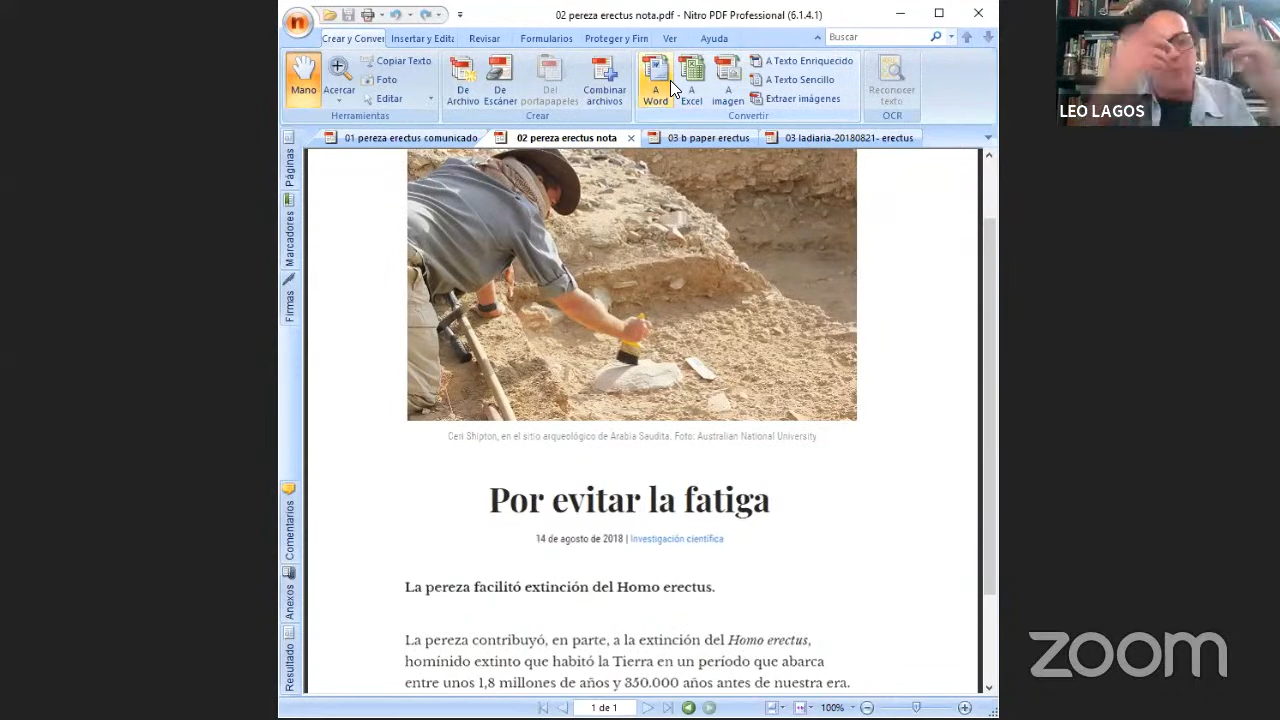 02 pereza erectus nota.pdf - Nitro PDF Professional (6.1.4.1)
Crear y Conver
Insertar y Edita
Revisar
Formularios
Proteger y Firm
Ver
Ayuda
Buscar
Mano
Acercar
Copiar Texto
Foto
Editar
Herramientas
De Archivo
De Escáner
Del portapapeles
Combinar archivos
Crear
A Word
A Excel
A imagen
A Texto Enriquecido
A Texto Sencillo
Extraer imágenes
Convertir
Reconocer texto
OCR
LEO LAGOS
01 pereza erectus comunicado
02 pereza erectus nota
03 b paper erectus
03 ladiaria-20180821- erectus
Páginas
Marcadores
Firmas
Comentarios
Anexos
Resultado
Ceri Shipton, en el sitio arqueológico de Arabia Saudita. Foto: Australian National University
Por evitar la fatiga
14 de agosto de 2018 | Investigación científica
La pereza facilitó extinción del Homo erectus.
La pereza contribuyó, en parte, a la extinción del Homo erectus,
homínido extinto que habitó la Tierra en un período que abarca
entre unos 1,8 millones de años y 350.000 años antes de nuestra era.
1 de 1
100%
zoom